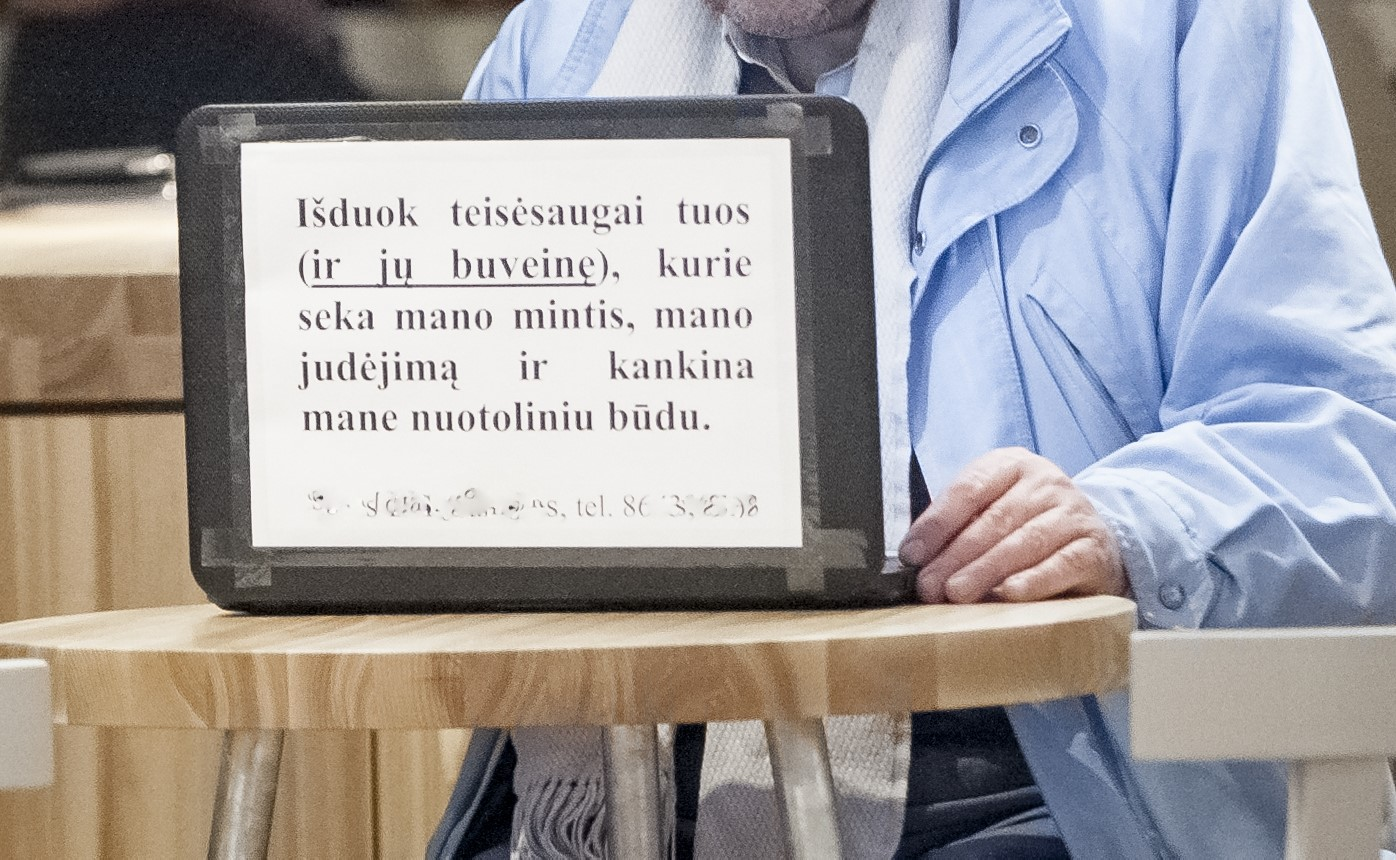 Išduok teisėsaugai tuos
(ir jų buveinę), kurie
seka mano mintis, mano
judėjimą ir kankina
mane nuotoliniu būdu.
tel.